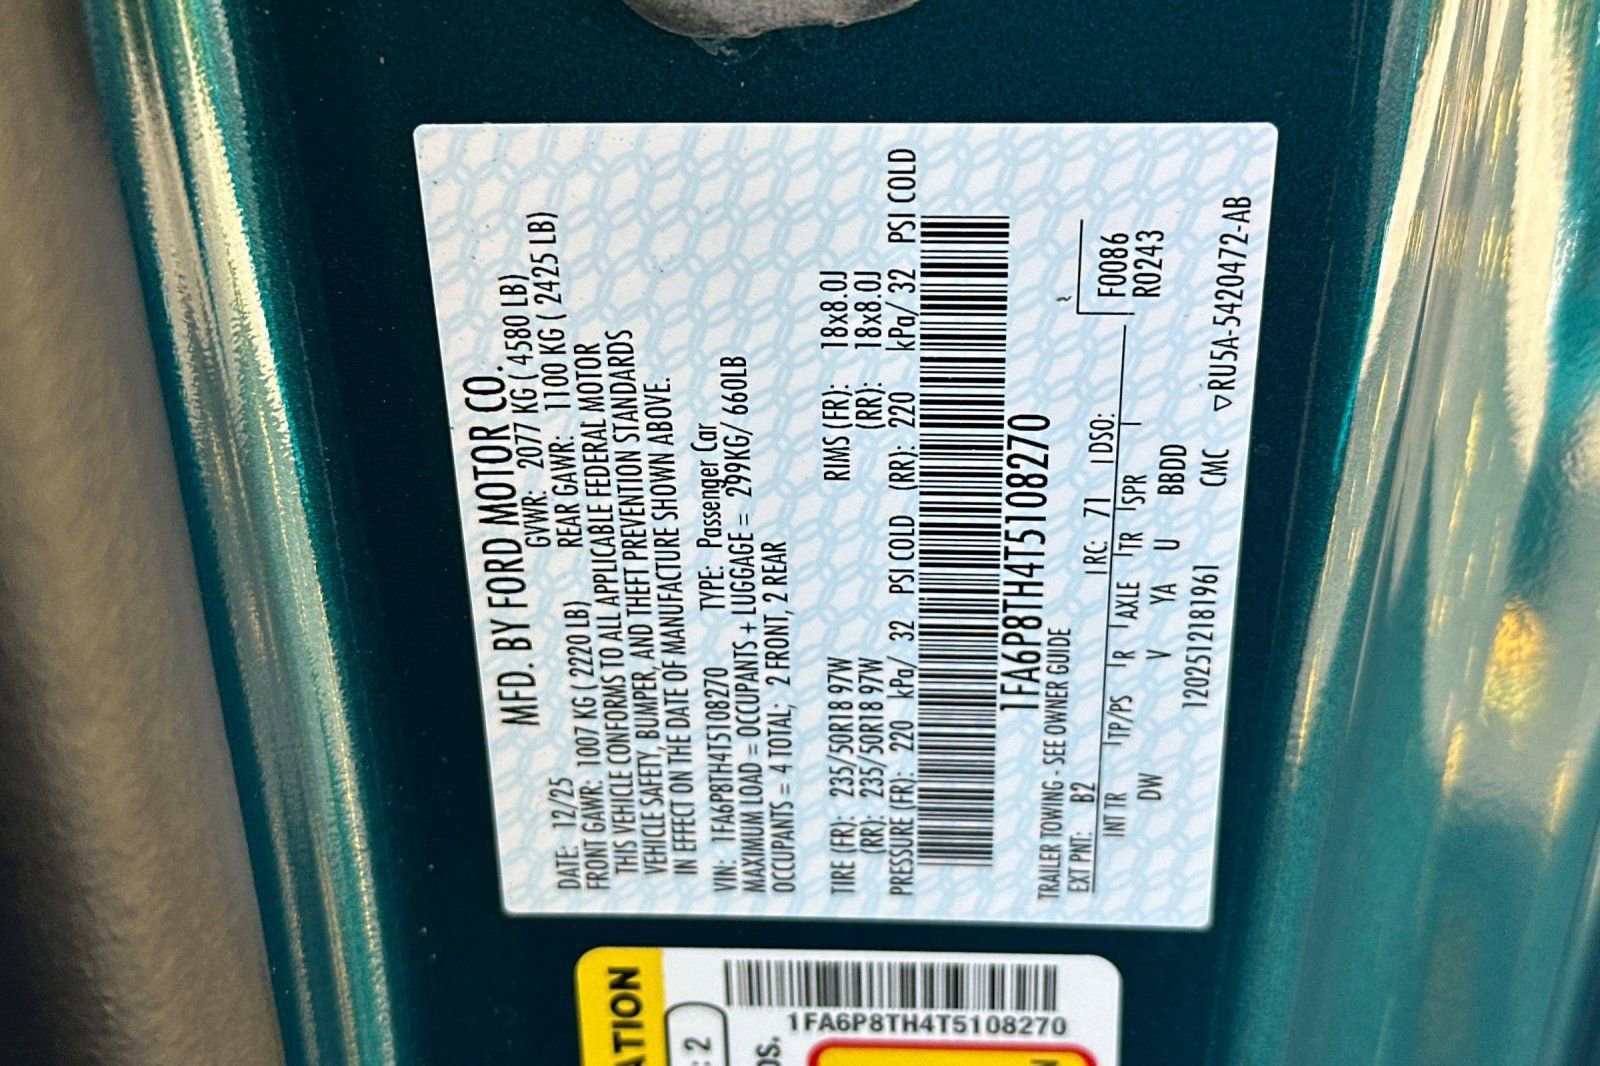 MFD. BY FORD MOTOR CO.
DATE: 12/25 GVWR: 2077 KG ( 4580 LB)
FRONT GAWR: 1007 KG ( 2220 LB) REAR GAWR: 1100 KG ( 2425 LB)
THIS VEHICLE CONFORMS TO ALL APPLICABLE FEDERAL MOTOR
VEHICLE SAFETY, BUMPER, AND THEFT PREVENTION STANDARDS
IN EFFECT ON THE DATE OF MANUFACTURE SHOWN ABOVE.
VIN: 1FA6P8TH4T5108270 TYPE: Passenger Car
MAXIMUM LOAD = OCCUPANTS + LUGGAGE = 299KG/ 660LB
OCCUPANTS = 4 TOTAL; 2 FRONT, 2 REAR
TIRE (FR): 235/50R18 97W RIMS (FR): 18x8.0J
(RR): 235/50R18 97W (RR): 18x8.0J
PRESSURE (FR): 220 kPa/ 32 PSI COLD (RR): 220 kPa/ 32 PSI COLD
1FA6P8TH4T5108270
TRAILER TOWING - SEE OWNER GUIDE
EXT PNT: B2 RC: 71 DSO: F0086
INT TR TP/PS R AXLE TR SPR R0243
DW V YA U BBDD
1202512181961 CMC ▽RU5A-5420472-AB
ATION
: 2
OS.
1FA6P8TH4T5108270